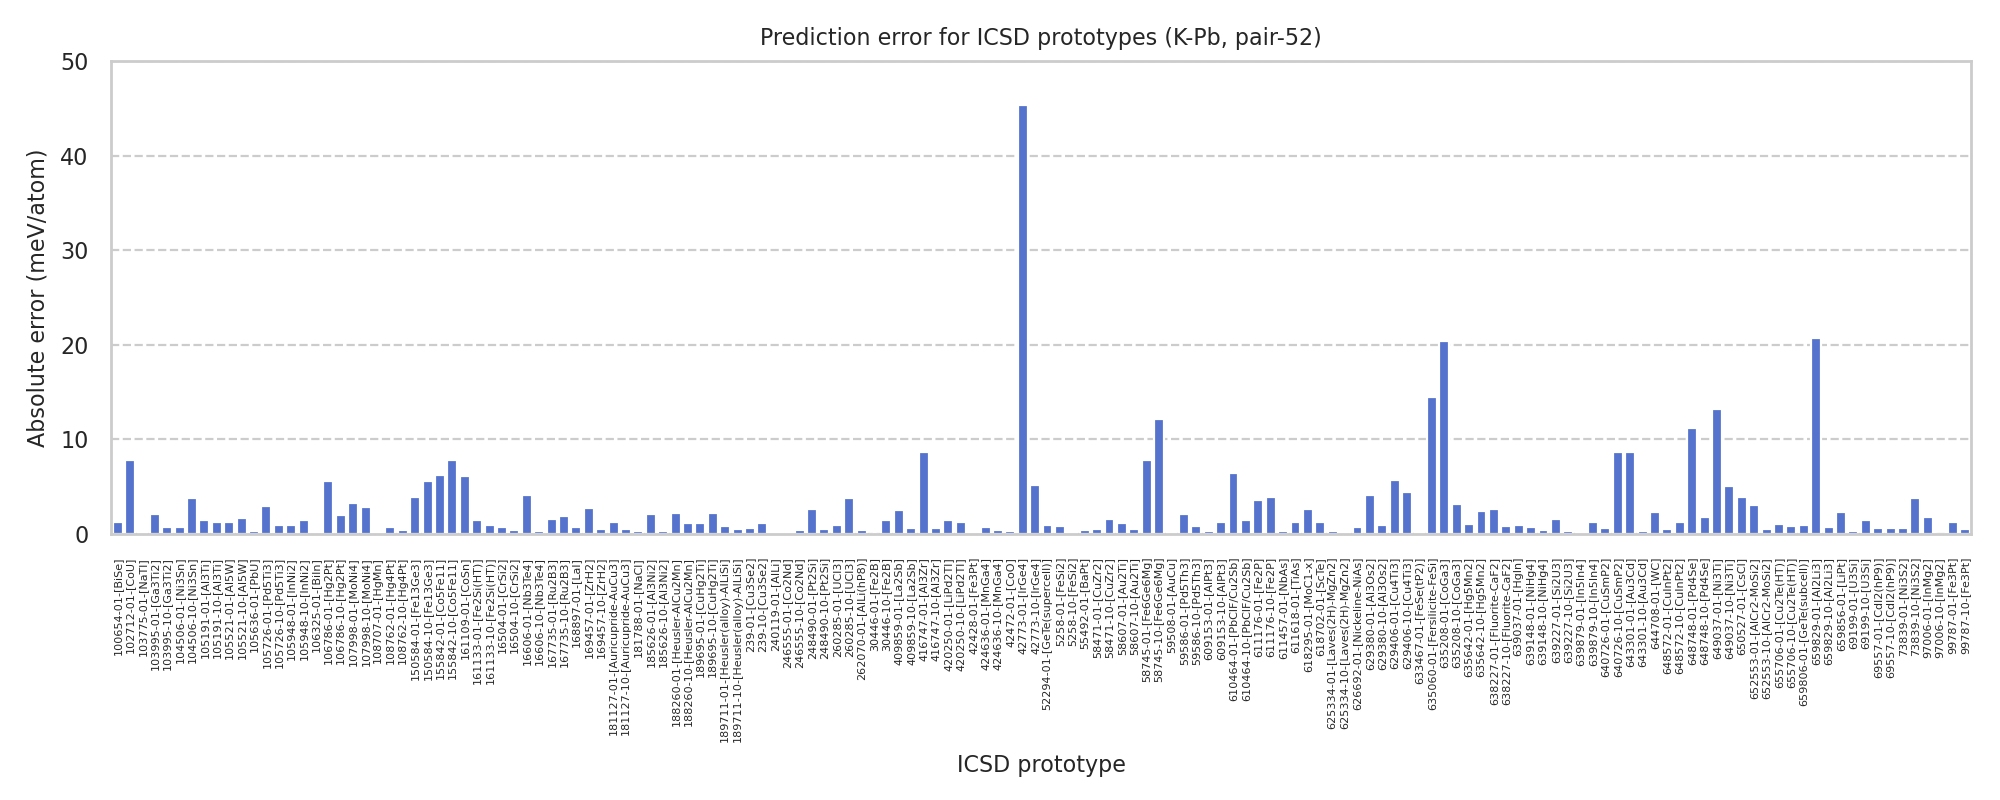 Prediction error for ICSD prototypes (K-Pb, pair-52)
Absolute error (meV/atom)
50
40
30
20
10
0
100654-01-[BiSe]
102712-01-[CoU]
103775-01-[NaTl]
103995-01-[Ga3Ti2]
103995-10-[Ga3Ti2]
104506-01-[Ni3Sn]
104506-10-[Ni3Sn]
105191-01-[Al3Ti]
105191-10-[Al3Ti]
105521-01-[Al5W]
105521-10-[Al5W]
105636-01-[PbU]
105726-01-[Pd5Ti3]
105726-10-[Pd5Ti3]
105948-01-[InNi2]
105948-10-[InNi2]
106325-01-[BiIn]
106786-01-[Hg2Pt]
106786-10-[Hg2Pt]
107998-01-[MoNi4]
107998-10-[MoNi4]
108707-01-[HgMn]
108762-01-[Hg4Pt]
108762-10-[Hg4Pt]
150584-01-[Fe13Ge3]
150584-10-[Fe13Ge3]
155842-01-[Co5Fe11]
155842-10-[Co5Fe11]
161109-01-[CoSn]
161133-01-[Fe2Si(HT)]
161133-10-[Fe2Si(HT)]
16504-01-[CrSi2]
16504-10-[CrSi2]
16606-01-[Nb3Te4]
16606-10-[Nb3Te4]
167735-01-[Ru2B3]
167735-10-[Ru2B3]
168897-01-[LaI]
169457-01-[ZrH2]
169457-10-[ZrH2]
181127-01-[Auricupride-AuCu3]
181127-10-[Auricupride-AuCu3]
181788-01-[NaCl]
185626-01-[Al3Ni2]
185626-10-[Al3Ni2]
188260-01-[Heusler-AlCu2Mn]
188260-10-[Heusler-AlCu2Mn]
189695-01-[CuHg2Ti]
189695-10-[CuHg2Ti]
189711-01-[Heusler(alloy)-AlLiSi]
189711-10-[Heusler(alloy)-AlLiSi]
239-01-[Cu3Se2]
239-10-[Cu3Se2]
240119-01-[AlLi]
246555-01-[Co2Nd]
246555-10-[Co2Nd]
248490-01-[Pt2Si]
248490-10-[Pt2Si]
260285-01-[UCl3]
260285-10-[UCl3]
262070-01-[AlLi(hP8)]
30446-01-[Fe2B]
30446-10-[Fe2B]
409859-01-[La2Sb]
409859-10-[La2Sb]
416747-01-[Al3Zr]
416747-10-[Al3Zr]
420250-01-[LiPd2Tl]
420250-10-[LiPd2Tl]
42428-01-[Fe3Pt]
424636-01-[MnGa4]
424636-10-[MnGa4]
42472-01-[CoO]
42773-01-[IrGe4]
42773-10-[IrGe4]
52294-01-[GeTe(supercell)]
5258-01-[FeSi2]
5258-10-[FeSi2]
55492-01-[BaPt]
58471-01-[CuZr2]
58471-10-[CuZr2]
58607-01-[Au2Ti]
58607-10-[Au2Ti]
58745-01-[Fe6Ge6Mg]
58745-10-[Fe6Ge6Mg]
59508-01-[AuCu]
59586-01-[Pd5Th3]
59586-10-[Pd5Th3]
609153-01-[AlPt3]
609153-10-[AlPt3]
610464-01-[PbClF/Cu2Sb]
610464-10-[PbClF/Cu2Sb]
611176-01-[Fe2P]
611176-10-[Fe2P]
611457-01-[NbAs]
611618-01-[TiAs]
618295-01-[MoC1-x]
618702-01-[ScTe]
625334-01-[Laves(2H)-MgZn2]
625334-10-[Laves(2H)-MgZn2]
626692-01-[Nickeline-NiAs]
629380-01-[Al3Os2]
629380-10-[Al3Os2]
629406-01-[Cu4Ti3]
629406-10-[Cu4Ti3]
633467-01-[FeSe(tP2)]
635060-01-[Fersilicite-FeSi]
635208-01-[CoGa3]
635208-10-[CoGa3]
635642-01-[Hg5Mn2]
635642-10-[Hg5Mn2]
638227-01-[Fluorite-CaF2]
638227-10-[Fluorite-CaF2]
639037-01-[HgIn]
639148-01-[NiHg4]
639148-10-[NiHg4]
639227-01-[Si2U3]
639227-10-[Si2U3]
639879-01-[In5In4]
639879-10-[In5In4]
640726-01-[CuSmP2]
640726-10-[CuSmP2]
643301-01-[Au3Cd]
643301-10-[Au3Cd]
644708-01-[WC]
648572-01-[CuInPt2]
648572-10-[CuInPt2]
648748-01-[Pd4Se]
648748-10-[Pd4Se]
649037-01-[Ni3Ti]
649037-10-[Ni3Ti]
650527-01-[CsCl]
652553-01-[AlCr2-MoSi2]
652553-10-[AlCr2-MoSi2]
655706-01-[Cu2Te(HT)]
655706-10-[Cu2Te(HT)]
659806-01-[GeTe(subcell)]
659829-01-[Al2Li3]
659829-10-[Al2Li3]
659856-01-[LiPt]
69199-01-[U3Si]
69199-10-[U3Si]
69557-01-[CdI2(hP9)]
69557-10-[CdI2(hP9)]
73839-01-[Ni3S2]
73839-10-[Ni3S2]
97006-01-[InMg2]
97006-10-[InMg2]
99787-01-[Fe3Pt]
99787-10-[Fe3Pt]
ICSD prototype